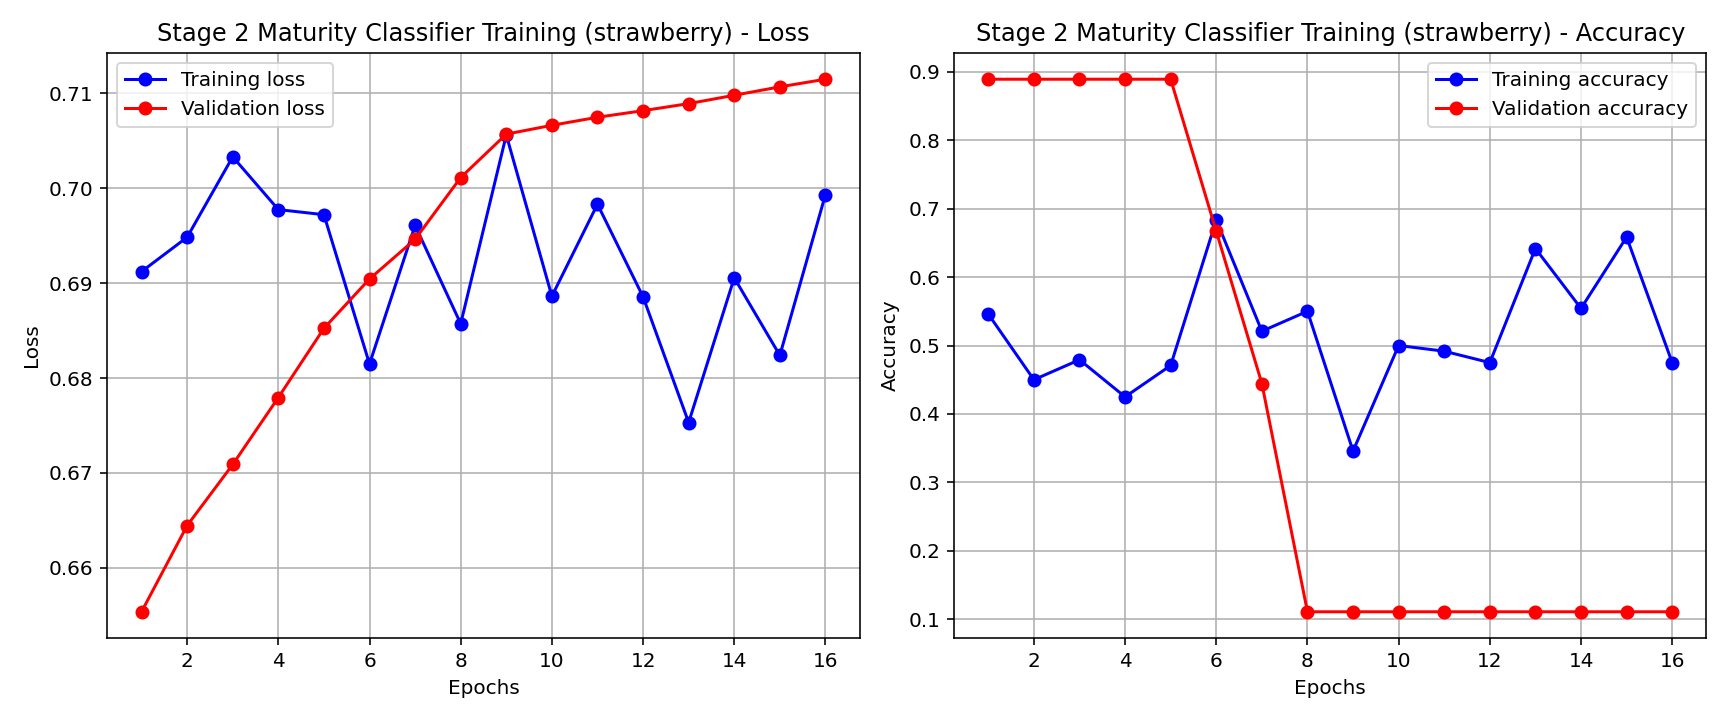 Stage 2 Maturity Classifier Training (strawberry) - Loss
Training loss
Validation loss
0.71
0.70
0.69
0.68
0.67
0.66
Loss
2 4 6 8 10 12 14 16
Epochs
Stage 2 Maturity Classifier Training (strawberry) - Accuracy
Training accuracy
Validation accuracy
0.9
0.8
0.7
0.6
0.5
0.4
0.3
0.2
0.1
Accuracy
2 4 6 8 10 12 14 16
Epochs